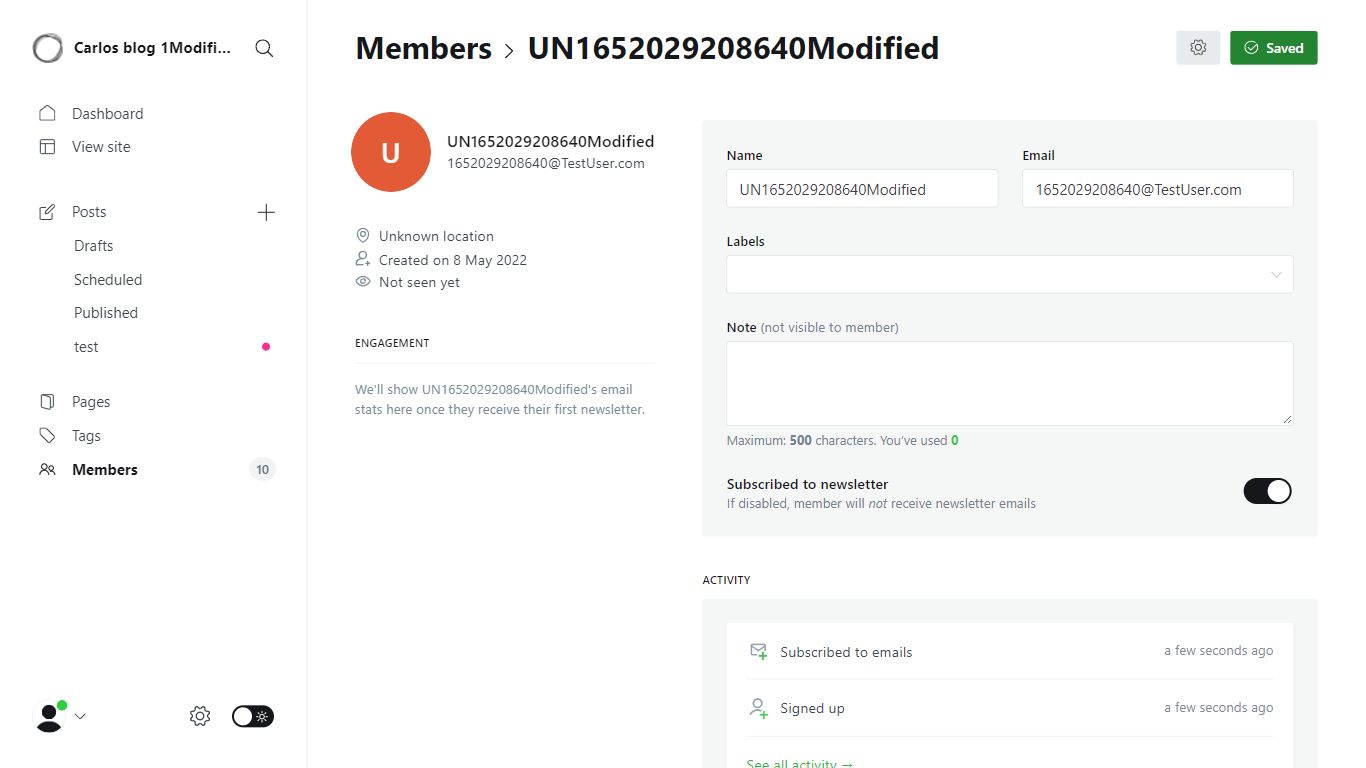 Carlos blog 1Modifi...
Dashboard
View site
Posts
Drafts
Scheduled
Published
test
Pages
Tags
Members
10
Members
UN1652029208640Modified
Saved
U
UN1652029208640Modified
1652029208640@TestUser.com
Unknown location
Created on 8 May 2022
Not seen yet
ENGAGEMENT
We'll show UN1652029208640Modified's email
stats here once they receive their first newsletter.
Name
Email
UN1652029208640Modified
1652029208640@TestUser.com
Labels
Note (not visible to member)
Maximum: 500 characters. You've used 0
Subscribed to newsletter
If disabled, member will not receive newsletter emails
ACTIVITY
Subscribed to emails
a few seconds ago
Signed up
a few seconds ago
See all activity →